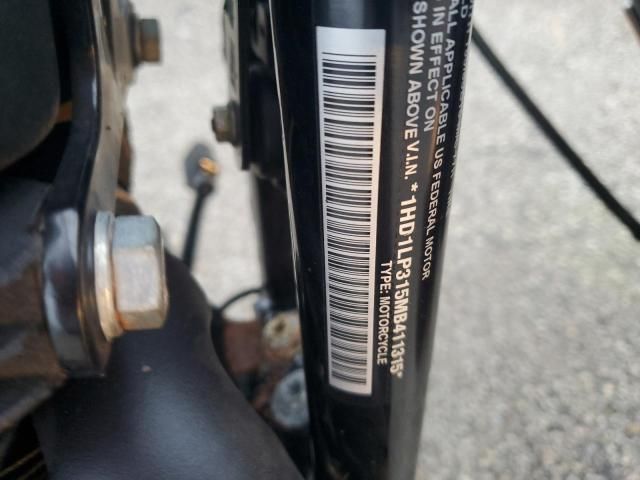 ALL APPLICABLE US FEDERAL MOTOR
IN EFFECT ON
SHOWN ABOVE V.I.N. * 1HD1LP315MB411315*
TYPE: MOTORCYCLE